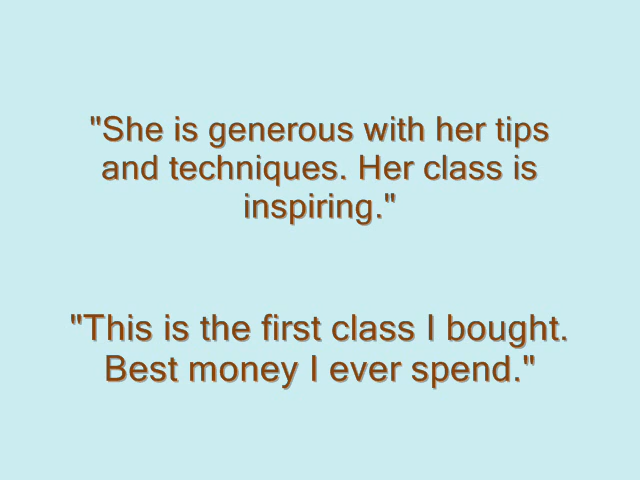 "She is generous with her tips
and techniques. Her class is
inspiring."
"This is the first class I bought.
Best money I ever spend."